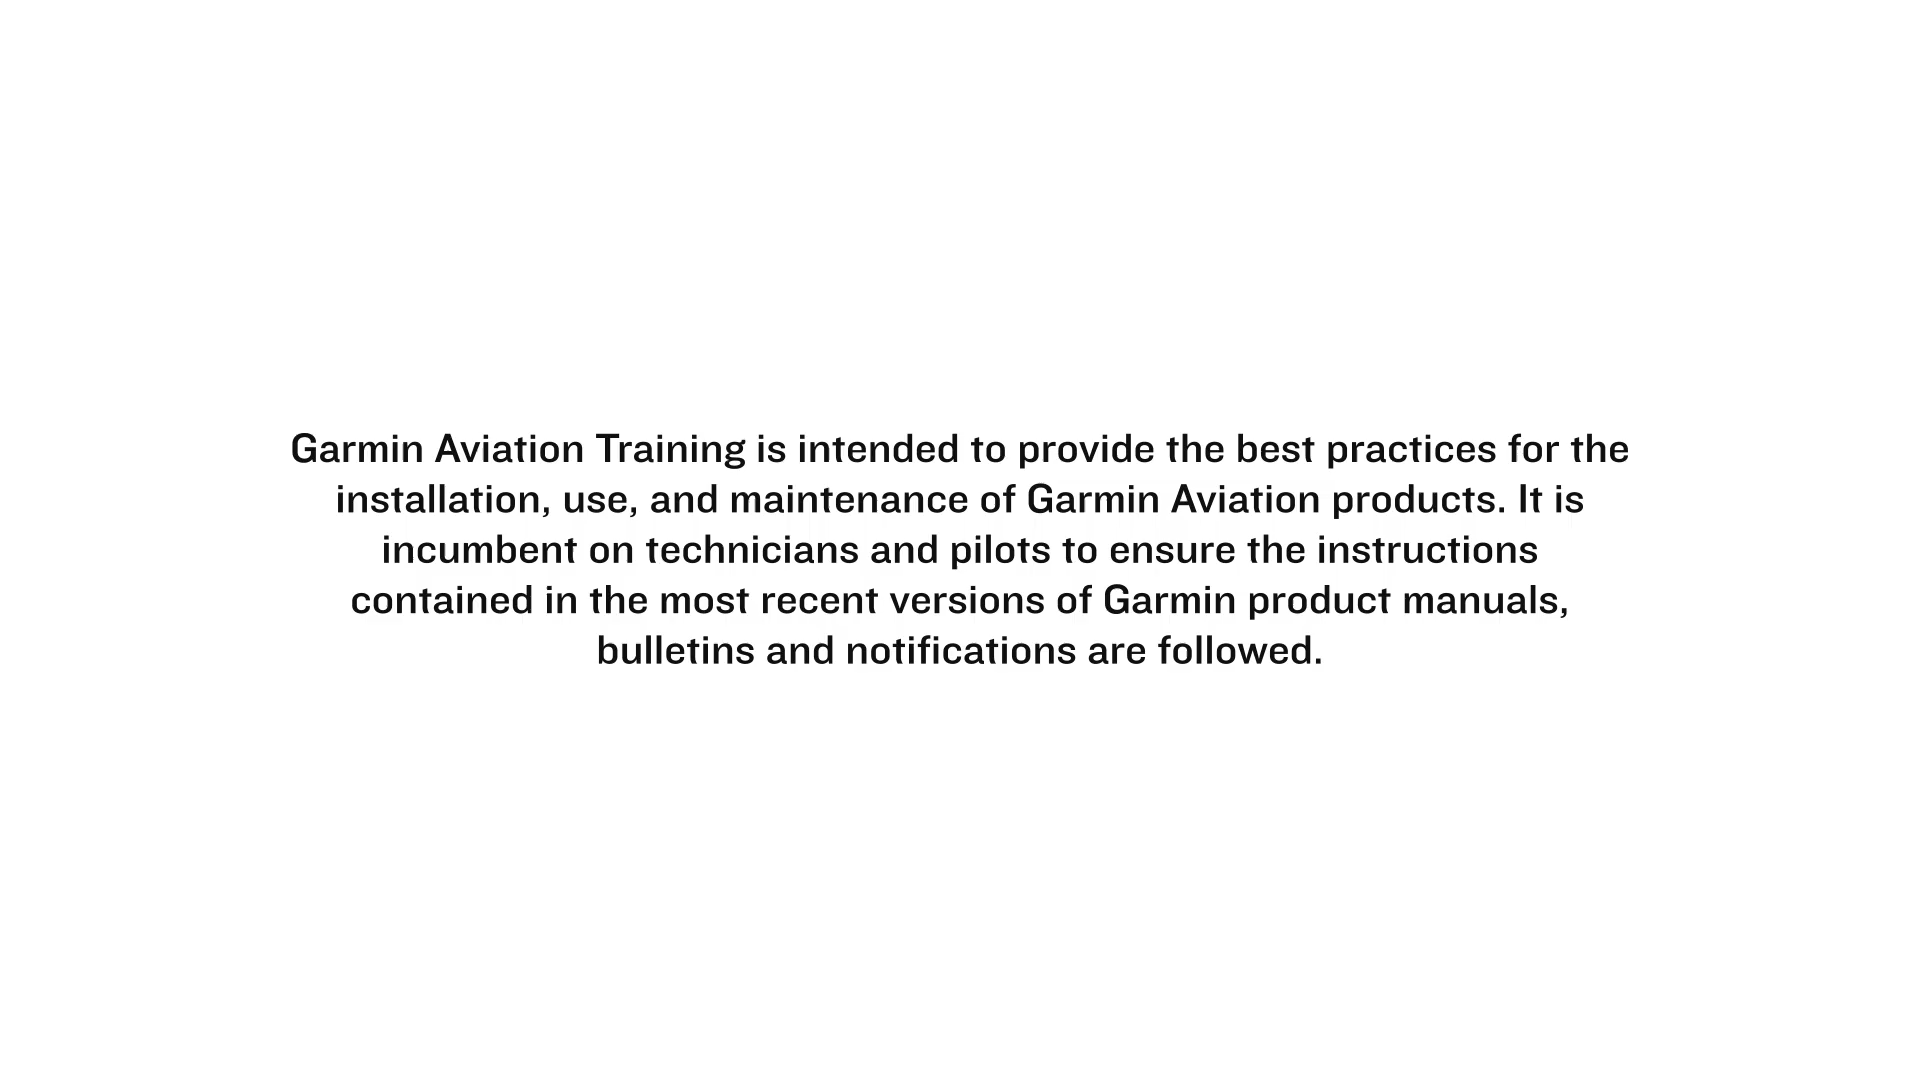 Garmin Aviation Training is intended to provide the best practices for the
installation, use, and maintenance of Garmin Aviation products. It is
incumbent on technicians and pilots to ensure the instructions
contained in the most recent versions of Garmin product manuals,
bulletins and notifications are followed.